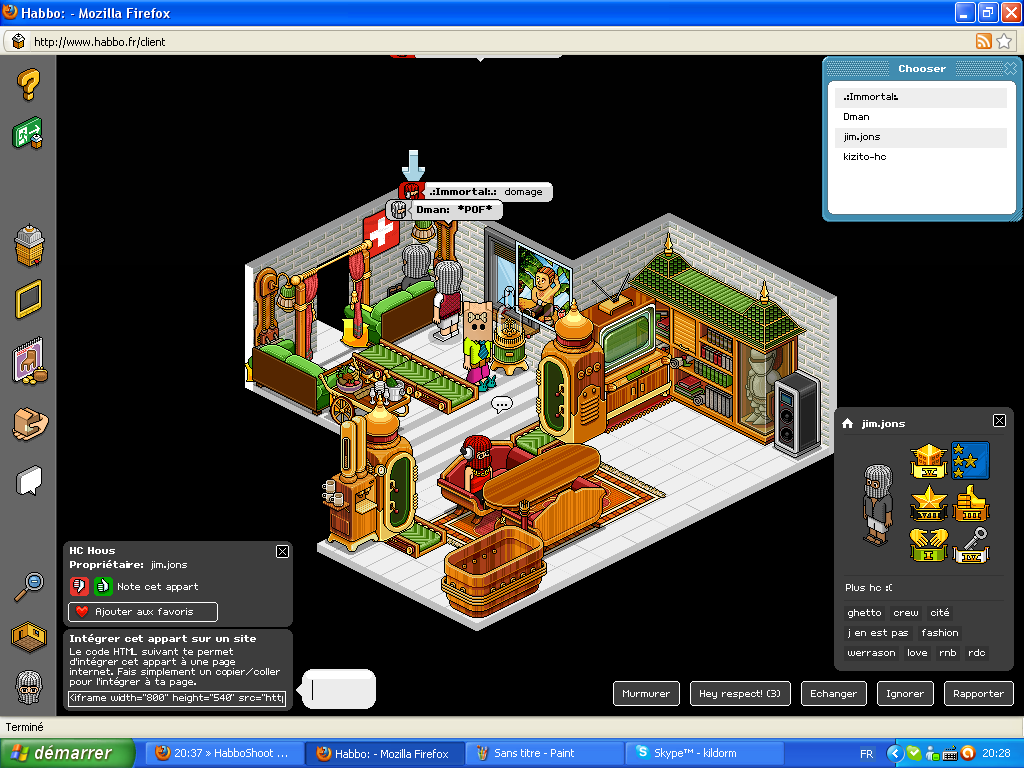 Habbo: - Mozilla Firefox
http://www.habbo.fr/client
Chooser
.:Immortal:.
Dman
jim.jons
kizito-hc
.:Immortal:.: domage
Dman: *POF*
jim.jons
Plus hc :(
ghetto crew cité
j en est pas fashion
werrason love rnb rdc
HC Hous
Propriétaire: jim.jons
Note cet appart
Ajouter aux favoris
Intégrer cet appart sur un site
Le code HTML suivant te permet
d'intégrer cet appart à une page
internet. Fais simplement un copier/coller
pour l'intégrer à ta page.
<iframe width="800" height="540" src="htt
Murmurer
Hey respect! (3)
Echanger
Ignorer
Rapporter
Terminé
démarrer
20:37 » HabboShoot ...
Habbo: - Mozilla Firefox
Sans titre - Paint
Skype™ - kildorm
FR
20:28